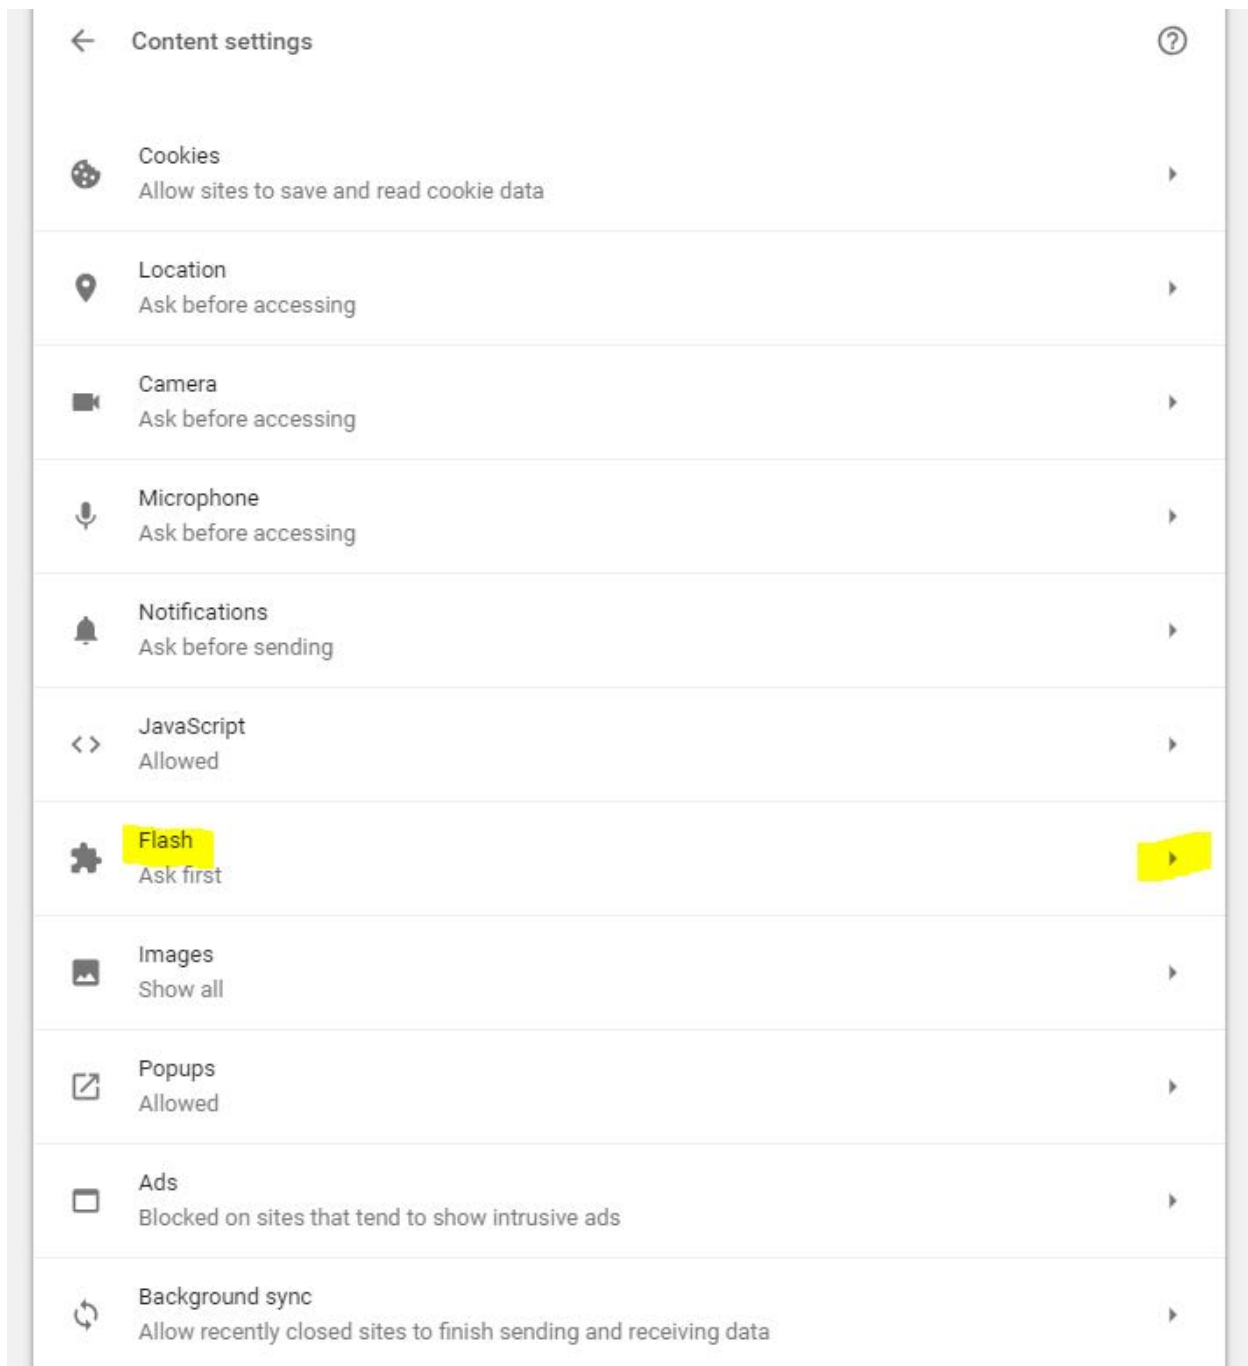 Content settings
Cookies
Allow sites to save and read cookie data
Location
Ask before accessing
Camera
Ask before accessing
Microphone
Ask before accessing
Notifications
Ask before sending
JavaScript
Allowed
Flash
Ask first
Images
Show all
Popups
Allowed
Ads
Blocked on sites that tend to show intrusive ads
Background sync
Allow recently closed sites to finish sending and receiving data